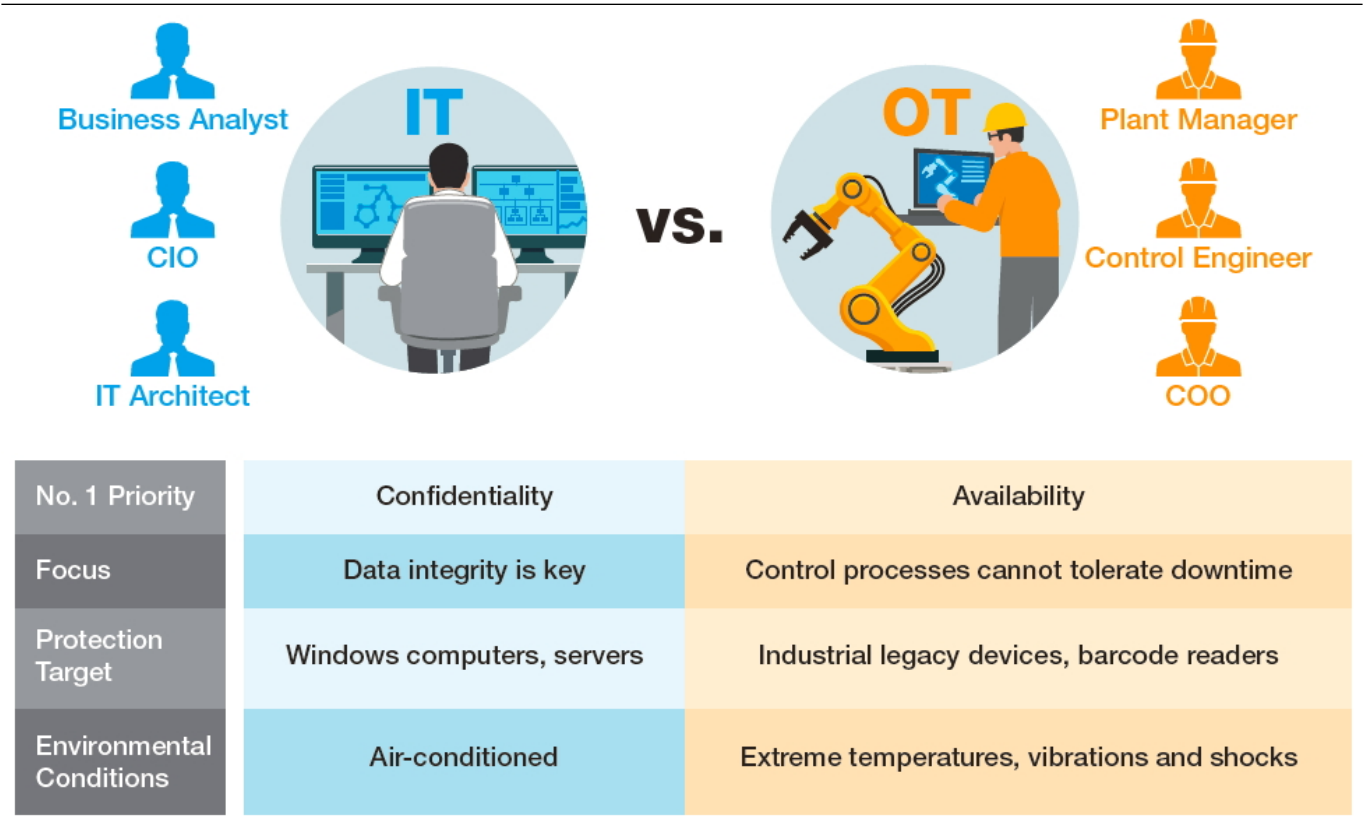 Business Analyst
CIO
IT Architect
IT
vs.
OT
Plant Manager
Control Engineer
COO
No. 1 Priority
Confidentiality
Availability
Focus
Data integrity is key
Control processes cannot tolerate downtime
Protection
Target
Windows computers, servers
Industrial legacy devices, barcode readers
Environmental
Conditions
Air-conditioned
Extreme temperatures, vibrations and shocks